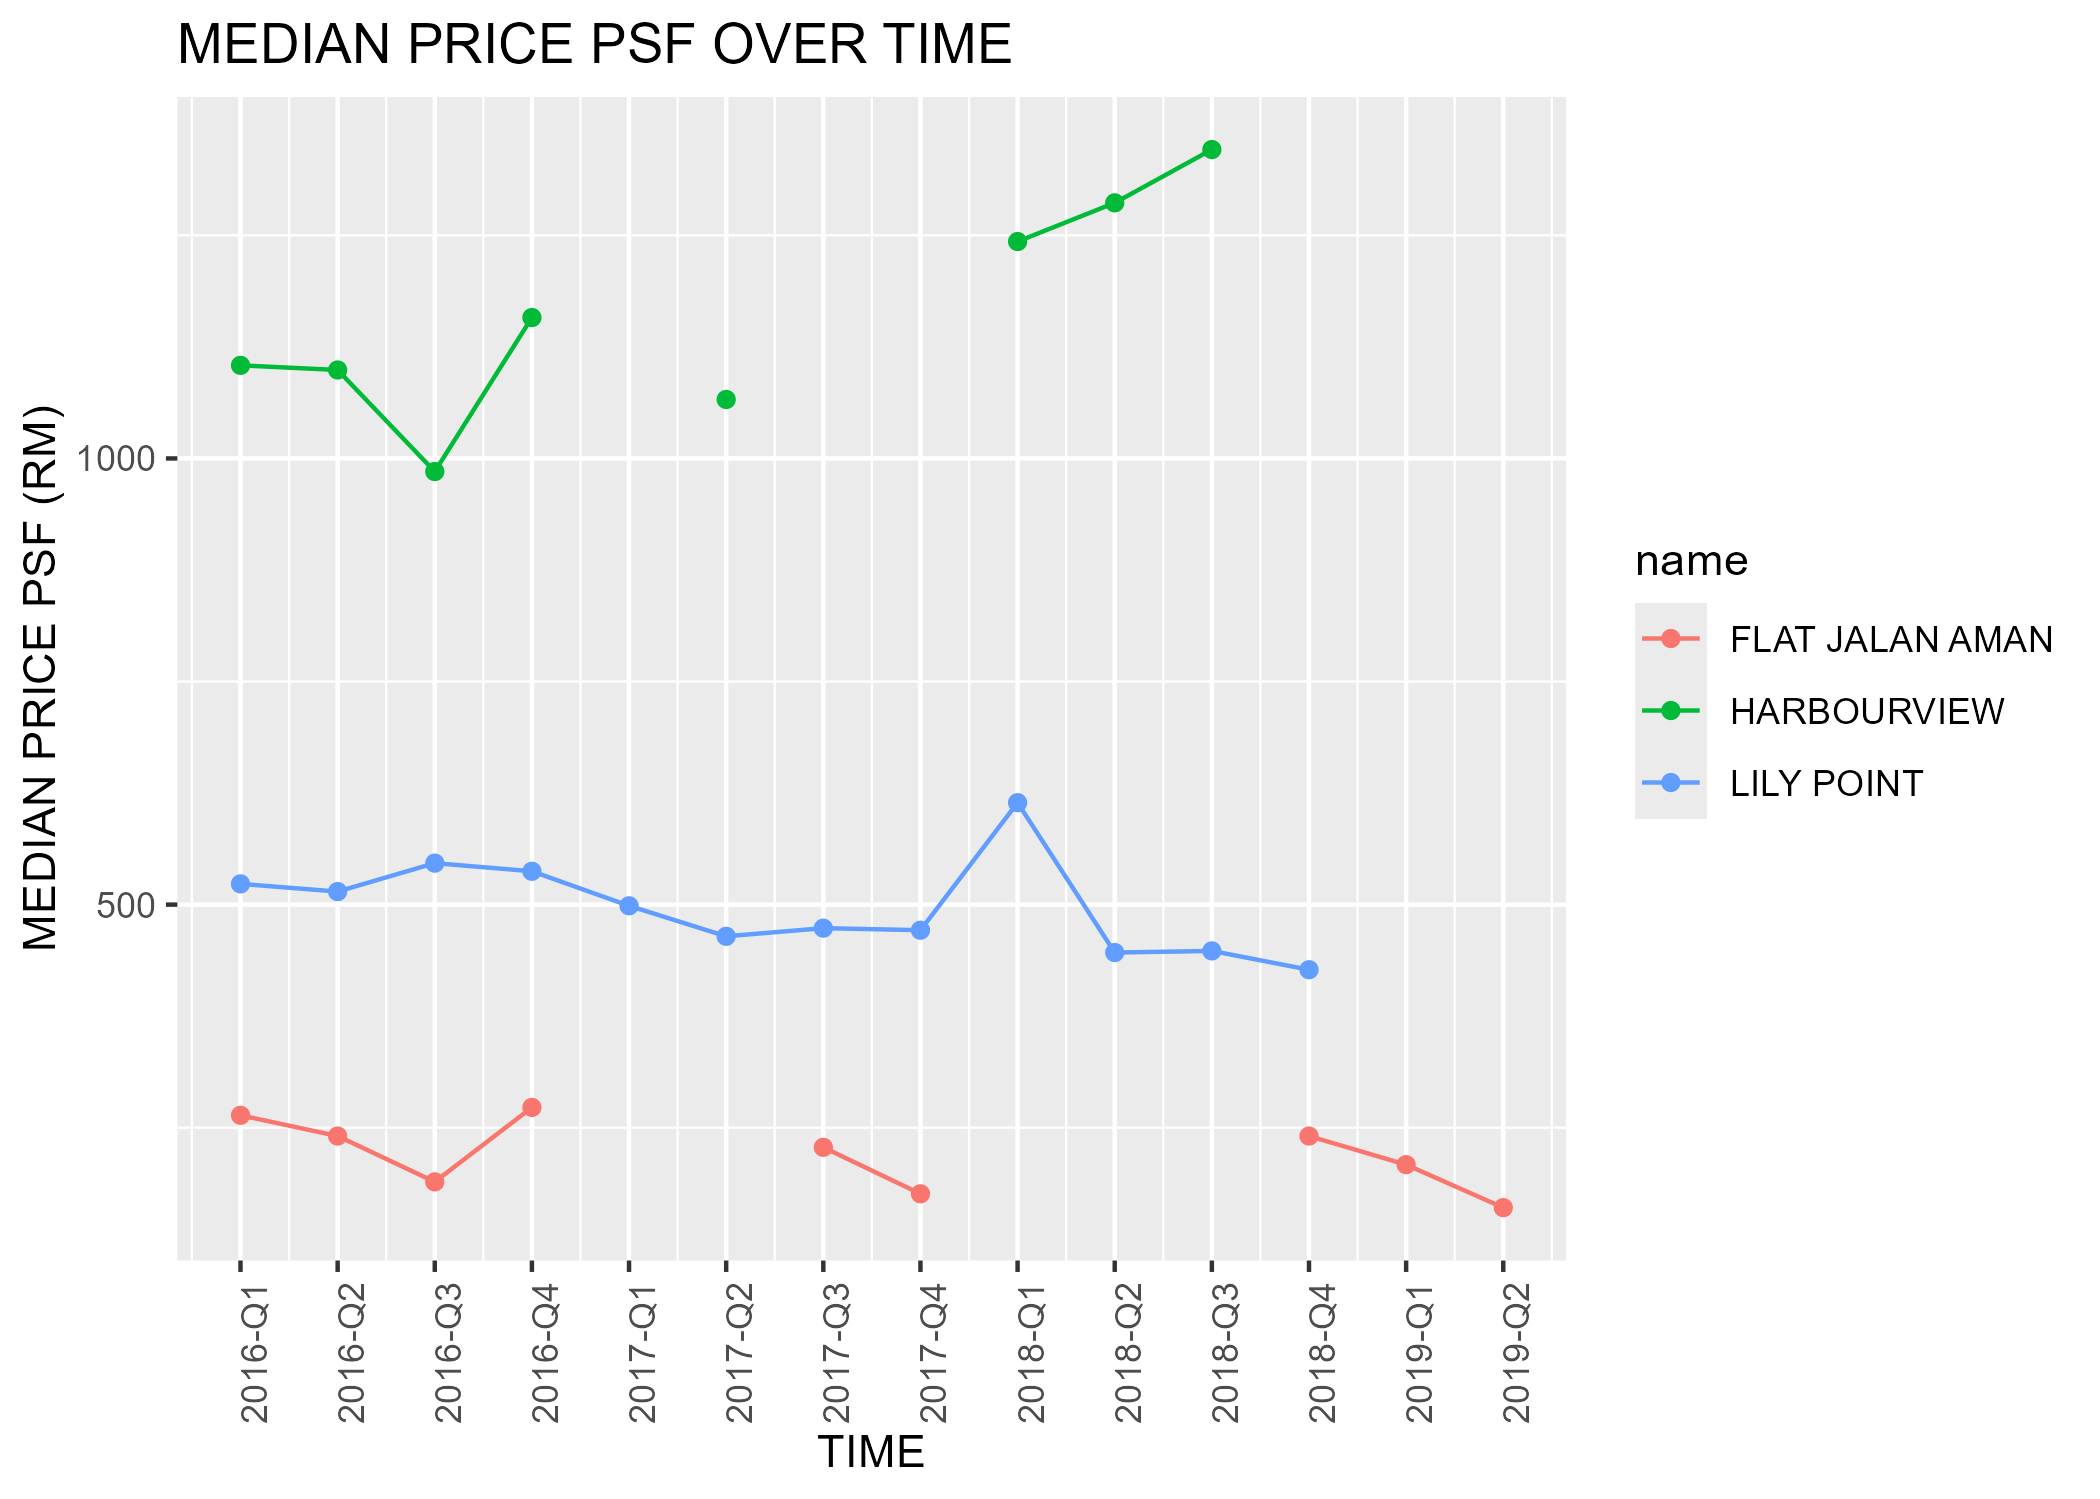 MEDIAN PRICE PSF OVER TIME
MEDIAN PRICE PSF (RM)
1000
500
2016-Q1
2016-Q2
2016-Q3
2016-Q4
2017-Q1
2017-Q2
2017-Q3
2017-Q4
2018-Q1
2018-Q2
2018-Q3
2018-Q4
2019-Q1
2019-Q2
TIME
name
FLAT JALAN AMAN
HARBOURVIEW
LILY POINT